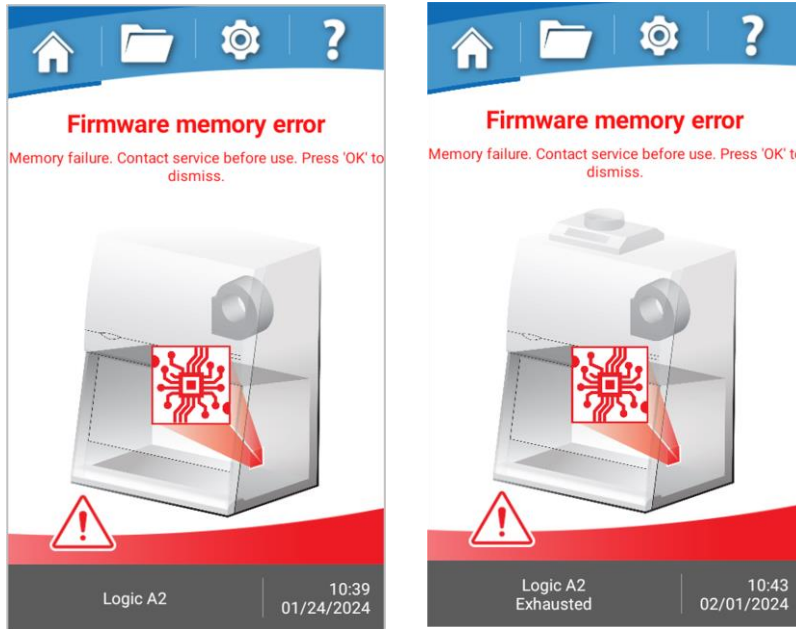 ?
Firmware memory error
Memory failure. Contact service before use. Press 'OK' to
dismiss.
Logic A2
10:39
01/24/2024
?
Firmware memory error
Memory failure. Contact service before use. Press 'OK' t
dismiss.
Logic A2
Exhausted
10:43
02/01/2024